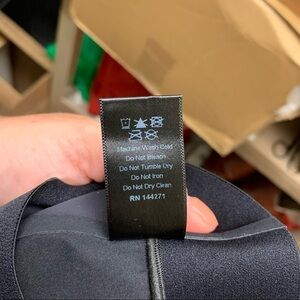 Machine Wash Cold
Do Not Bleach
Do Not Tumble Dry
Do Not Iron
Do Not Dry Clean
RN 144271